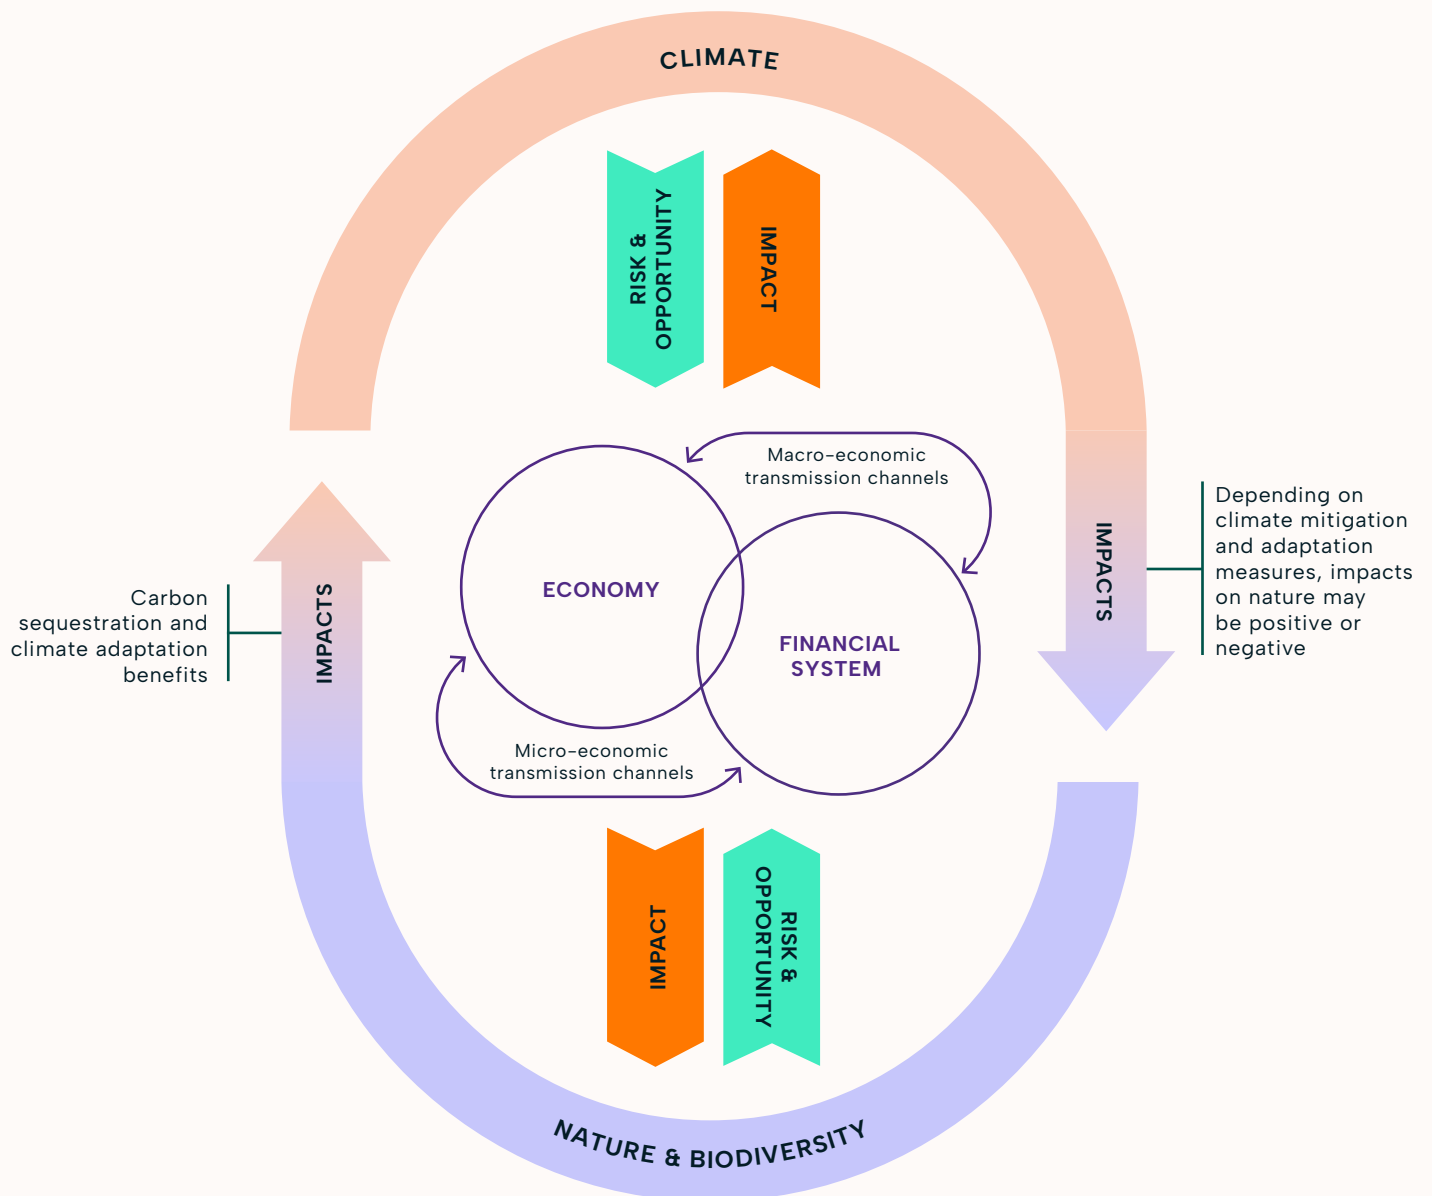 CLIMATE
RISK &
OPPORTUNITY
IMPACT
Macro-economic
transmission channels
ECONOMY
FINANCIAL
SYSTEM
Micro-economic
transmission channels
IMPACTS
Depending on
climate mitigation
and adaptation
measures, impacts
on nature may
be positive or
negative
Carbon
sequestration and
climate adaptation
benefits
IMPACTS
IMPACT
RISK &
OPPORTUNITY
NATURE & BIODIVERSITY